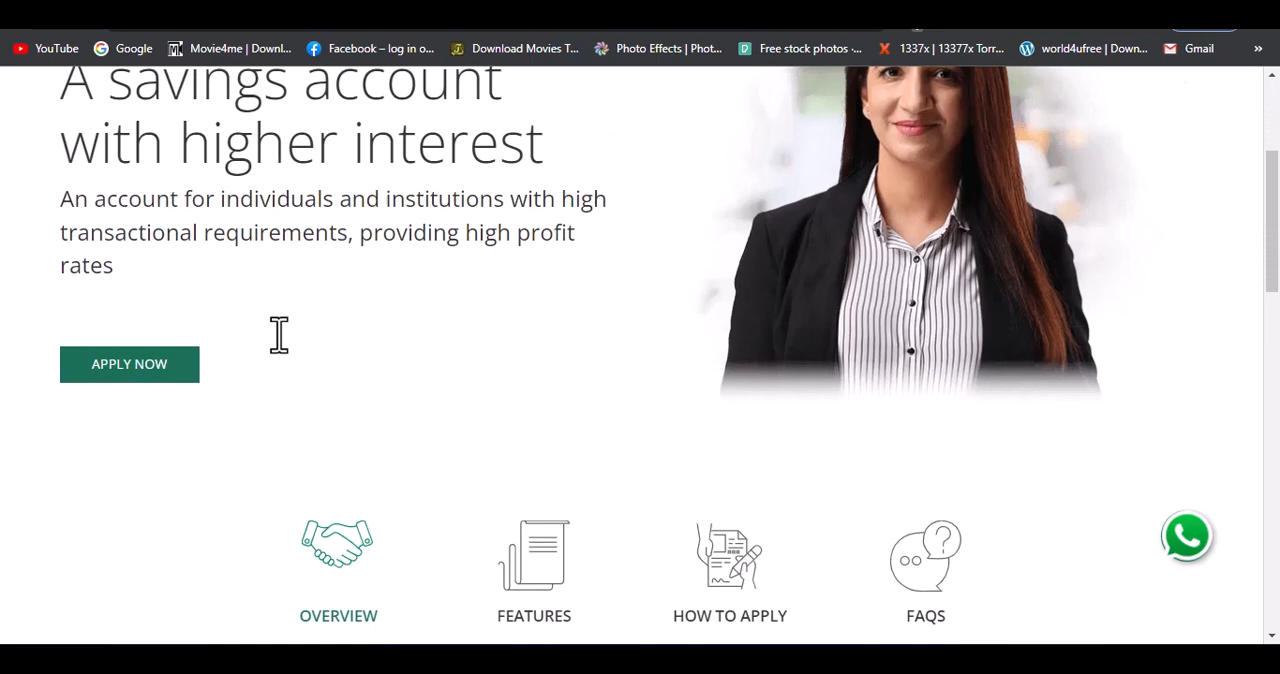 YouTube
Google
Movie4me | Downl...
Facebook – log in o...
Download Movies T...
Photo Effects | Phot...
Free stock photos -...
1337x | 13377x Torr...
world4ufree | Down...
Gmail
»
A savings account
with higher interest
An account for individuals and institutions with high
transactional requirements, providing high profit
rates
APPLY NOW
OVERVIEW
FEATURES
HOW TO APPLY
FAQS